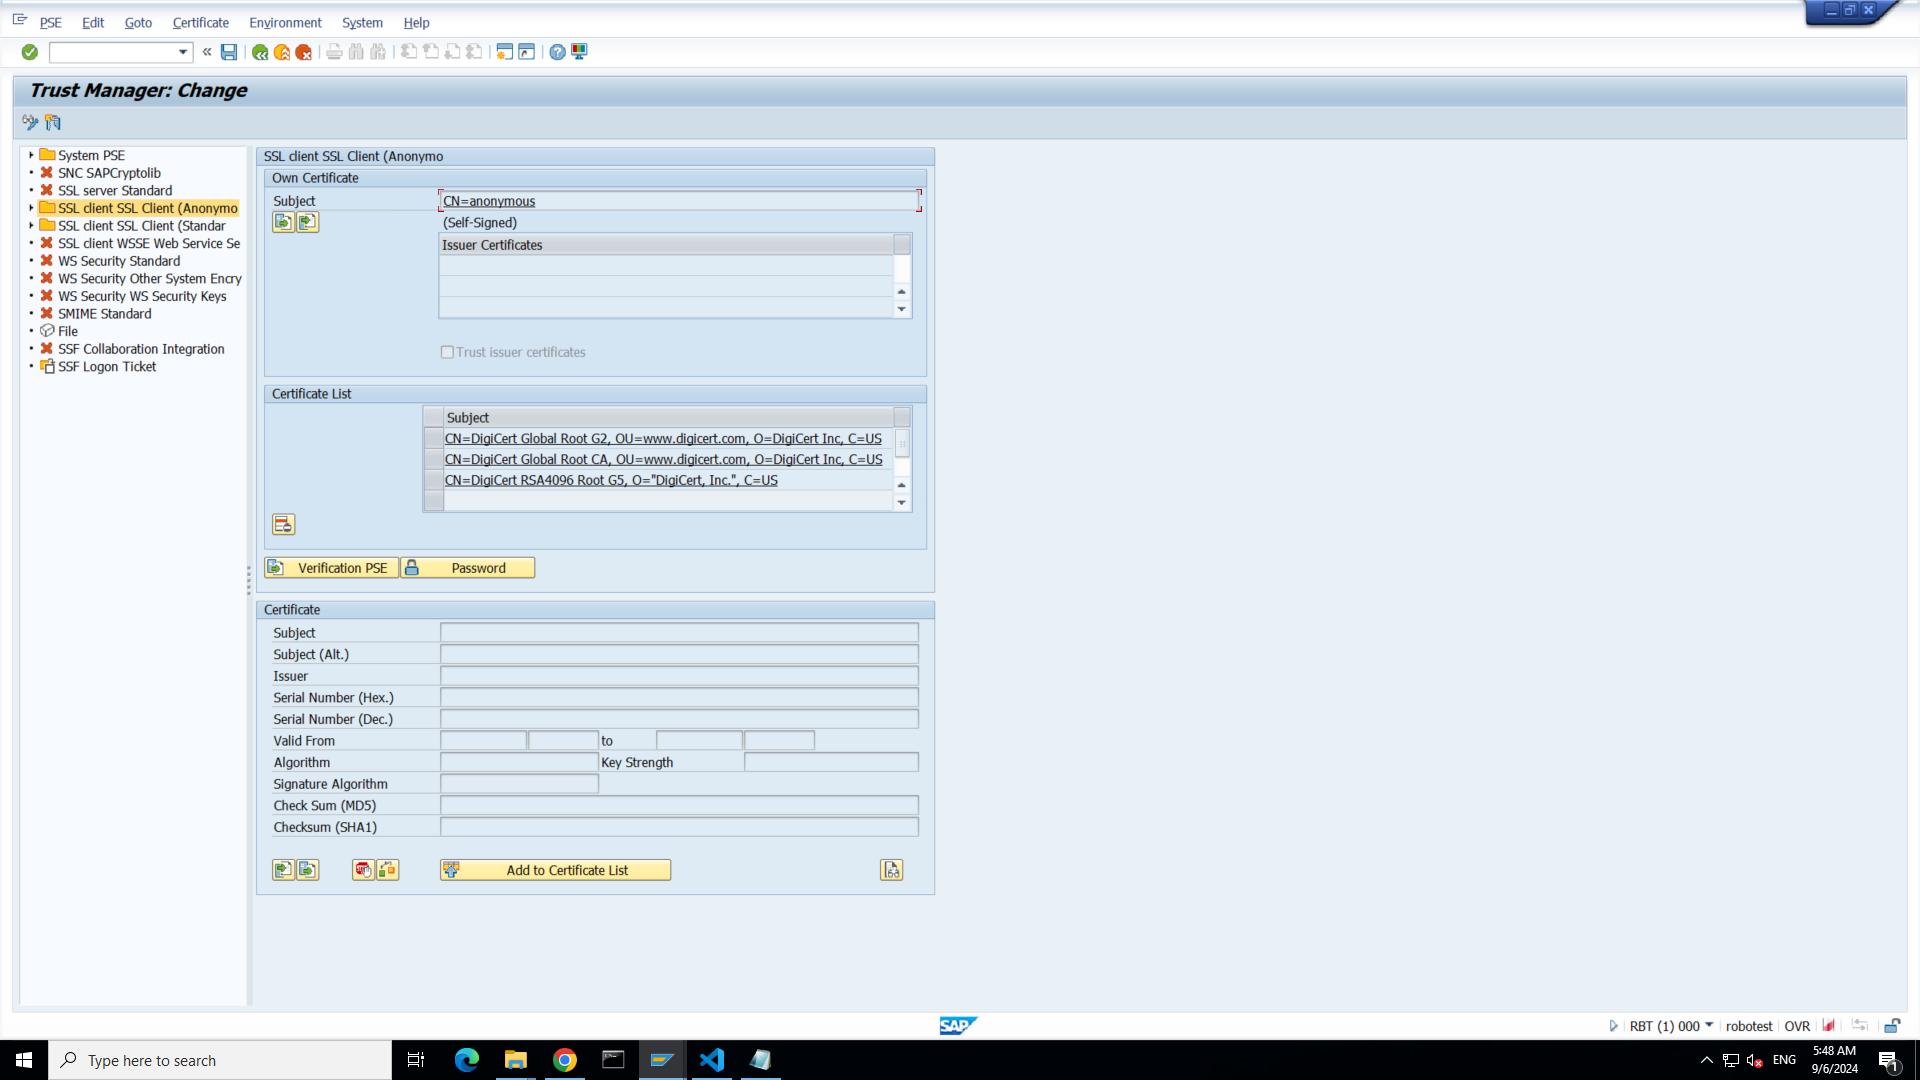 PSE Edit Goto Certificate Environment System Help
Trust Manager: Change
System PSE
SNC SAPCryptolib
SSL server Standard
SSL client SSL Client (Anonymo
SSL client SSL Client (Standar
SSL client WSSE Web Service Se
WS Security Standard
WS Security Other System Encry
WS Security WS Security Keys
SMIME Standard
File
SSF Collaboration Integration
SSF Logon Ticket
SSL client SSL Client (Anonymo
Own Certificate
Subject CN=anonymous
(Self-Signed)
Issuer Certificates
Trust issuer certificates
Certificate List
Subject
CN=DigiCert Global Root G2, OU=www.digicert.com, O=DigiCert Inc, C=US
CN=DigiCert Global Root CA, OU=www.digicert.com, O=DigiCert Inc, C=US
CN=DigiCert RSA4096 Root G5, O="DigiCert, Inc.", C=US
Verification PSE Password
Certificate
Subject
Subject (Alt.)
Issuer
Serial Number (Hex.)
Serial Number (Dec.)
Valid From to
Algorithm Key Strength
Signature Algorithm
Check Sum (MD5)
Checksum (SHA1)
Add to Certificate List
SAP
RBT (1) 000 robotest OVR
Type here to search
ENG
5:48 AM
9/6/2024
1